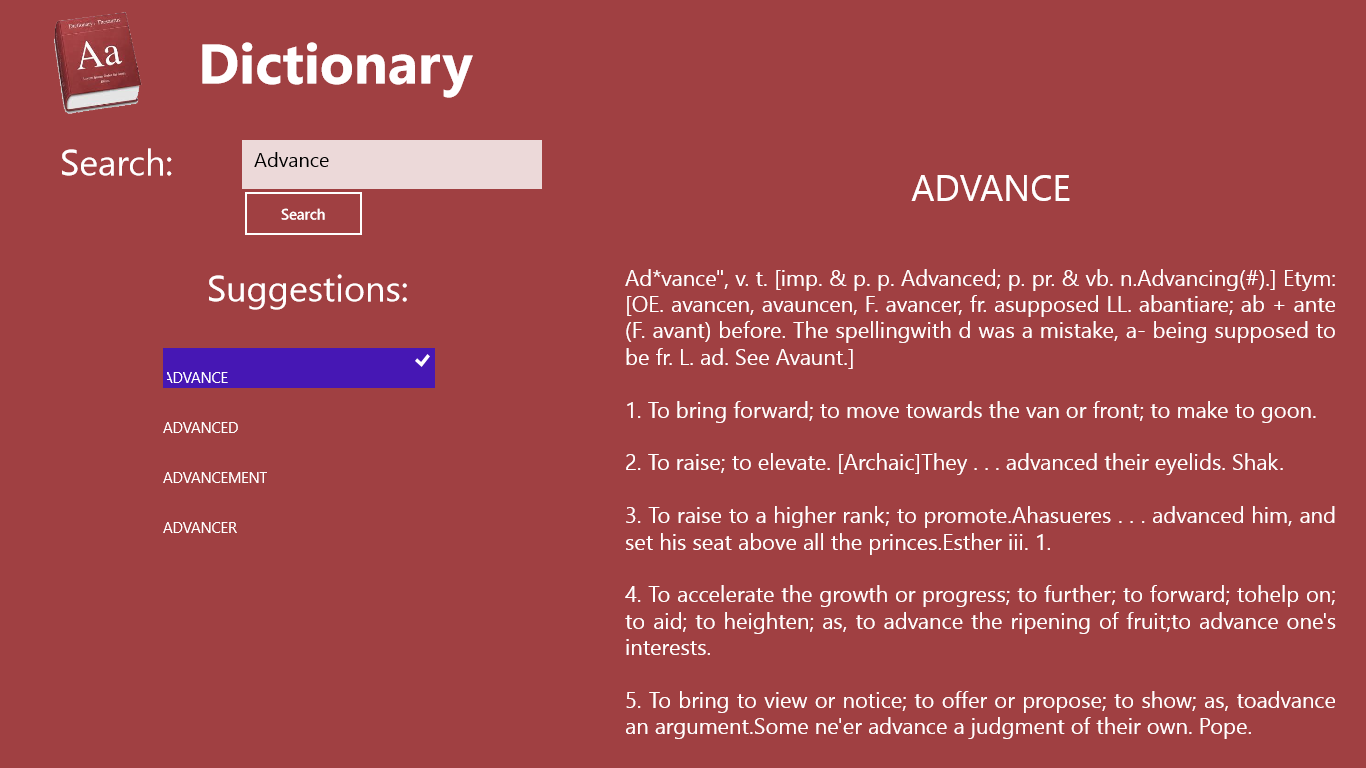 Dictionary, Thesaurus
Aa
Dictionary
Search:
Advance
Search
Suggestions:
ADVANCE
ADVANCED
ADVANCEMENT
ADVANCER
ADVANCE
Ad*vance", v. t. [imp. & p. p. Advanced; p. pr. & vb. n.Advancing(#).] Etym:
[OE. avancen, avauncen, F. avancer, fr. asupposed LL. abantiare; ab + ante
(F. avant) before. The spellingwith d was a mistake, a- being supposed to
be fr. L. ad. See Avaunt.]
1. To bring forward; to move towards the van or front; to make to goon.
2. To raise; to elevate. [Archaic]They . . . advanced their eyelids. Shak.
3. To raise to a higher rank; to promote.Ahasueres . . . advanced him, and
set his seat above all the princes.Esther iii. 1.
4. To accelerate the growth or progress; to further; to forward; tohelp on;
to aid; to heighten; as, to advance the ripening of fruit;to advance one's
interests.
5. To bring to view or notice; to offer or propose; to show; as, toadvance
an argument.Some ne'er advance a judgment of their own. Pope.